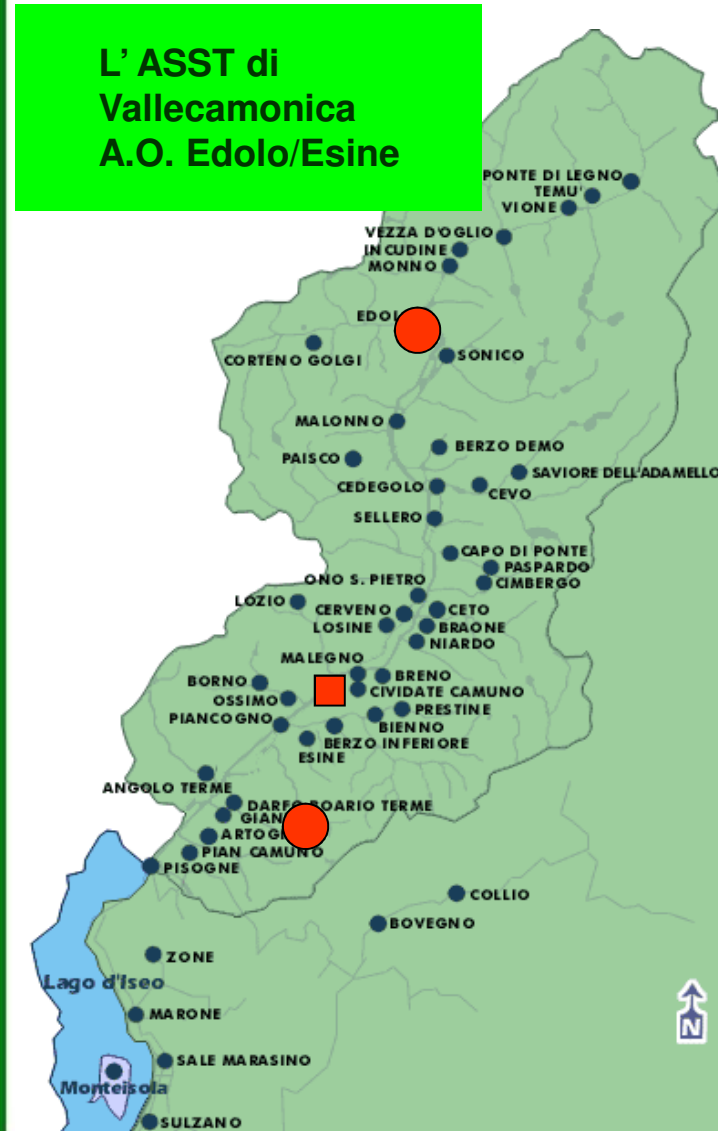 L' ASST di
Vallecamonica
A.O. Edolo/Esine
PONTE DI LEGNO
TEMU'
VIONE
VEZZA D'OGLIO
INCUDINE
MONNO
EDOL
CORTENO GOLGI
SONICO
MALONNO
BERZO DEMO
PAISCO
SAVIORE DELL'ADAMELLO
CEDEGOLO
CEVO
SELLERO
CAPO DI PONTE
PASPARDO
CIMBERGO
ONO S. PIETRO
LOZIO
CERVENO
CETO
LOSINE
BRAONE
NIARDO
MALEGNO
BRENO
BORNO
CIVIDATE CAMUNO
OSSIMO
PRESTINE
PIANCOGNO
BIENNO
BERZO INFERIORE
ESINE
ANGOLO TERME
DARFO BOARIO TERME
GIAN
ARTOG
PIAN CAMUNO
PISOGNE
COLLIO
BOVEGNO
ZONE
Lago d'Iseo
MARONE
N
SALE MARASINO
Monteisola
SULZANO